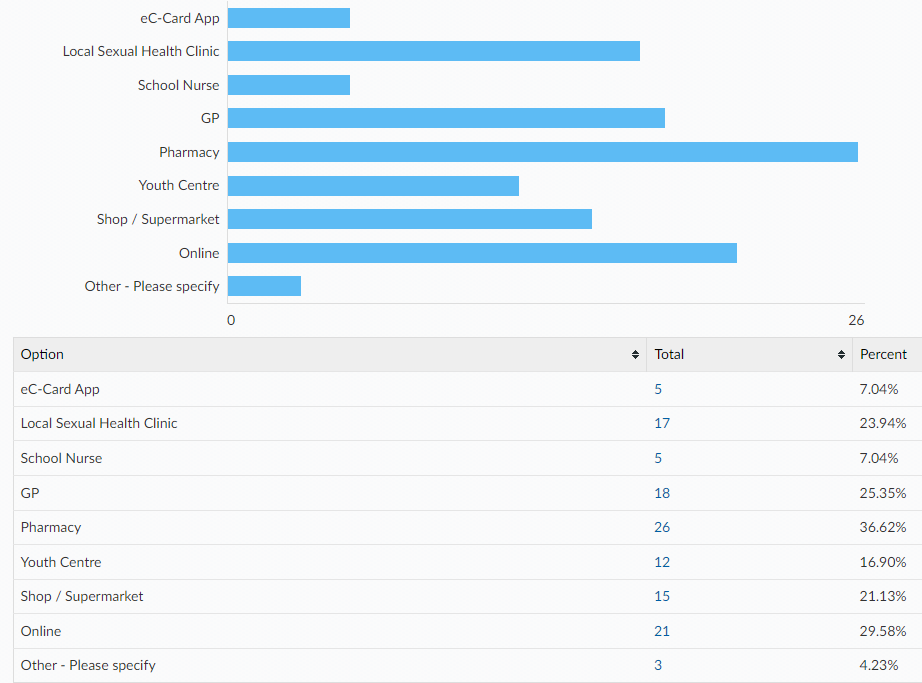 eC-Card App
Local Sexual Health Clinic
School Nurse
GP
Pharmacy
Youth Centre
Shop / Supermarket
Online
Other - Please specify
0 26
Option Total Percent
eC-Card App 5 7.04%
Local Sexual Health Clinic 17 23.94%
School Nurse 5 7.04%
GP 18 25.35%
Pharmacy 26 36.62%
Youth Centre 12 16.90%
Shop / Supermarket 15 21.13%
Online 21 29.58%
Other - Please specify 3 4.23%